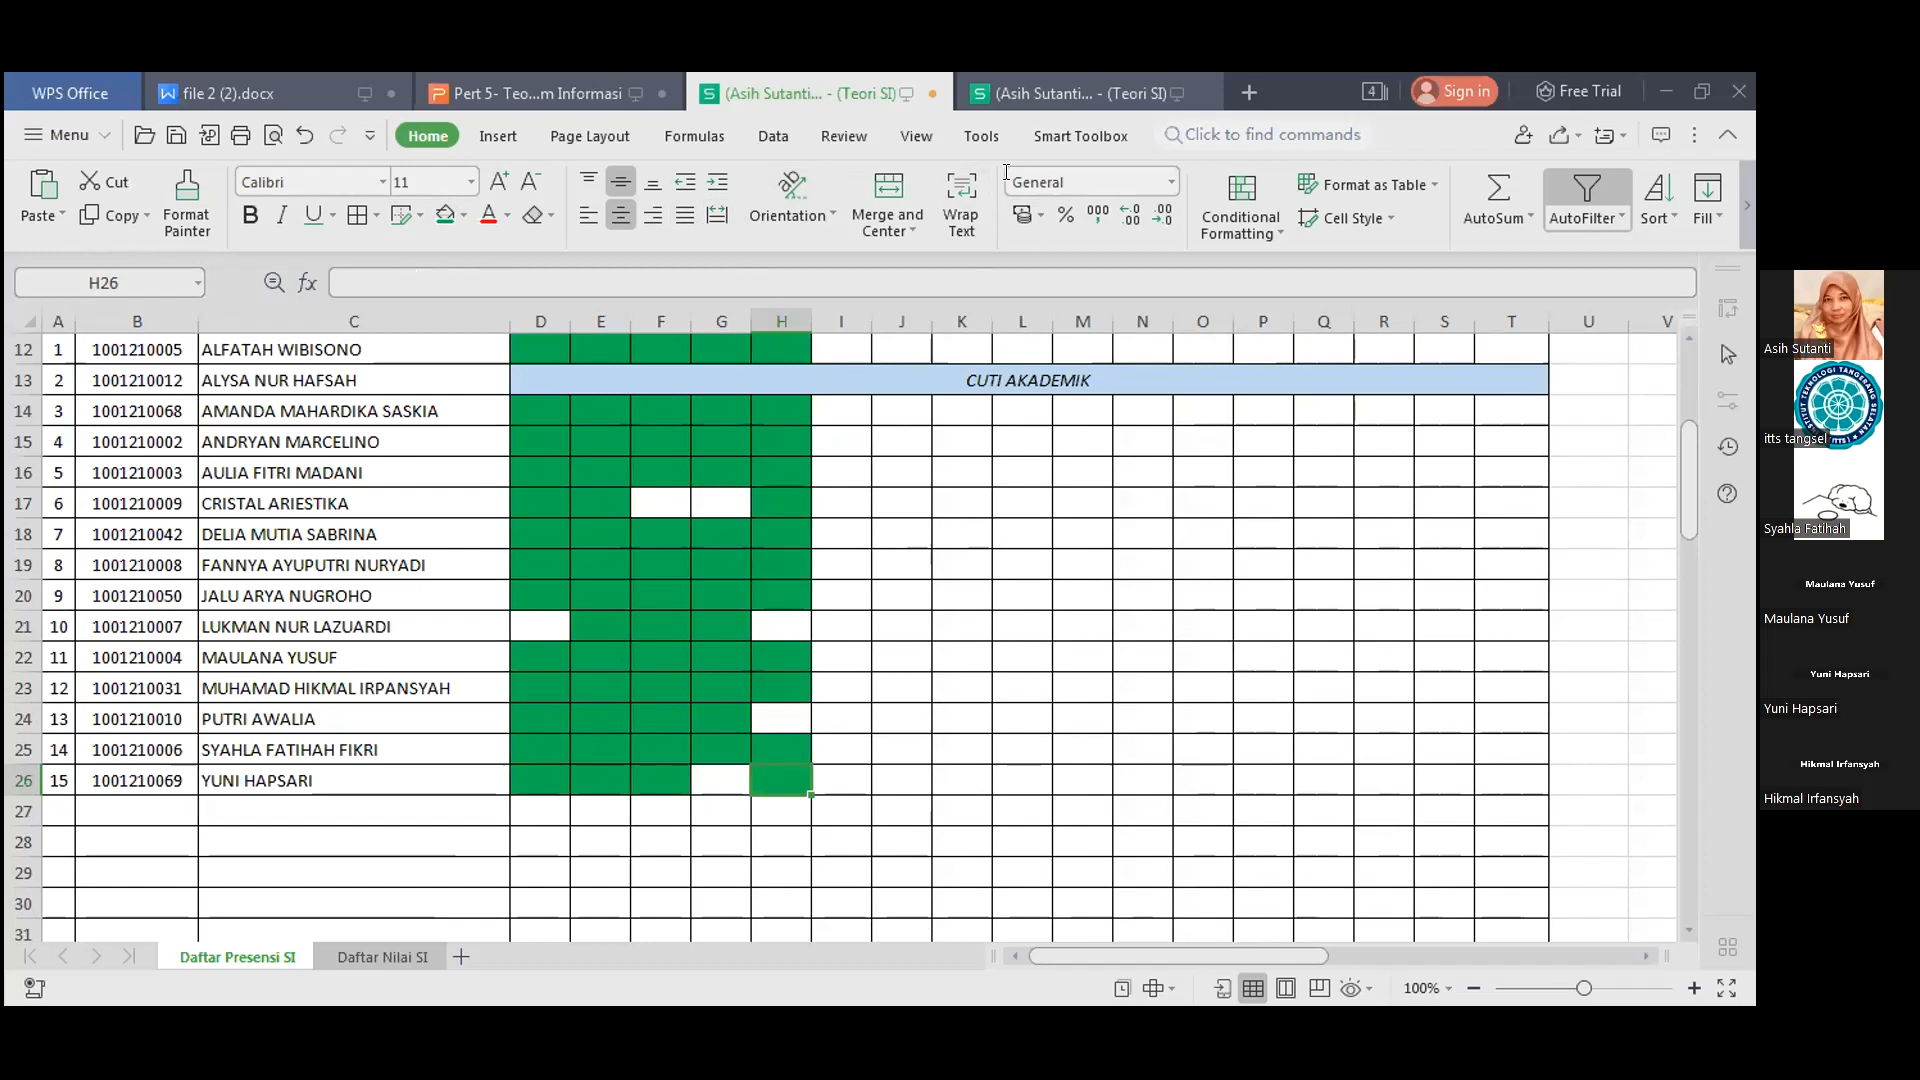 WPS Office file 2 (2).docx Pert 5- Teo...m Informasi (Asih Sutanti... - (Teori SI) (Asih Sutanti... - (Teori SI) 4 Sign in Free Trial
Menu Home Insert Page Layout Formulas Data Review View Tools Smart Toolbox Click to find commands
Paste Cut Copy Format Painter Calibri 11 Orientation Merge and Center Wrap Text General Conditional Formatting Format as Table Cell Style AutoSum AutoFilter Sort Fill
H26 fx
A B C D E F G H I J K L M N O P Q R S T U V
12 1 1001210005 ALFATAH WIBISONO
13 2 1001210012 ALYSA NUR HAFSAH CUTI AKADEMIK
14 3 1001210068 AMANDA MAHARDIKA SASKIA
15 4 1001210002 ANDRYAN MARCELINO
16 5 1001210003 AULIA FITRI MADANI
17 6 1001210009 CRISTAL ARIESTIKA
18 7 1001210042 DELIA MUTIA SABRINA
19 8 1001210008 FANNYA AYUPUTRI NURYADI
20 9 1001210050 JALU ARYA NUGROHO
21 10 1001210007 LUKMAN NUR LAZUARDI
22 11 1001210004 MAULANA YUSUF
23 12 1001210031 MUHAMAD HIKMAL IRPANSYAH
24 13 1001210010 PUTRI AWALIA
25 14 1001210006 SYAHLA FATIHAH FIKRI
26 15 1001210069 YUNI HAPSARI
27
28
29
30
31
Daftar Presensi SI Daftar Nilai SI
100%
Asih Sutanti
INSTITUT TEKNOLOGI TANGERANG SELATAN
itts tangsel
Syahla Fatihah
Maulana Yusuf
Maulana Yusuf
Yuni Hapsari
Yuni Hapsari
Hikmal Irfansyah
Hikmal Irfansyah